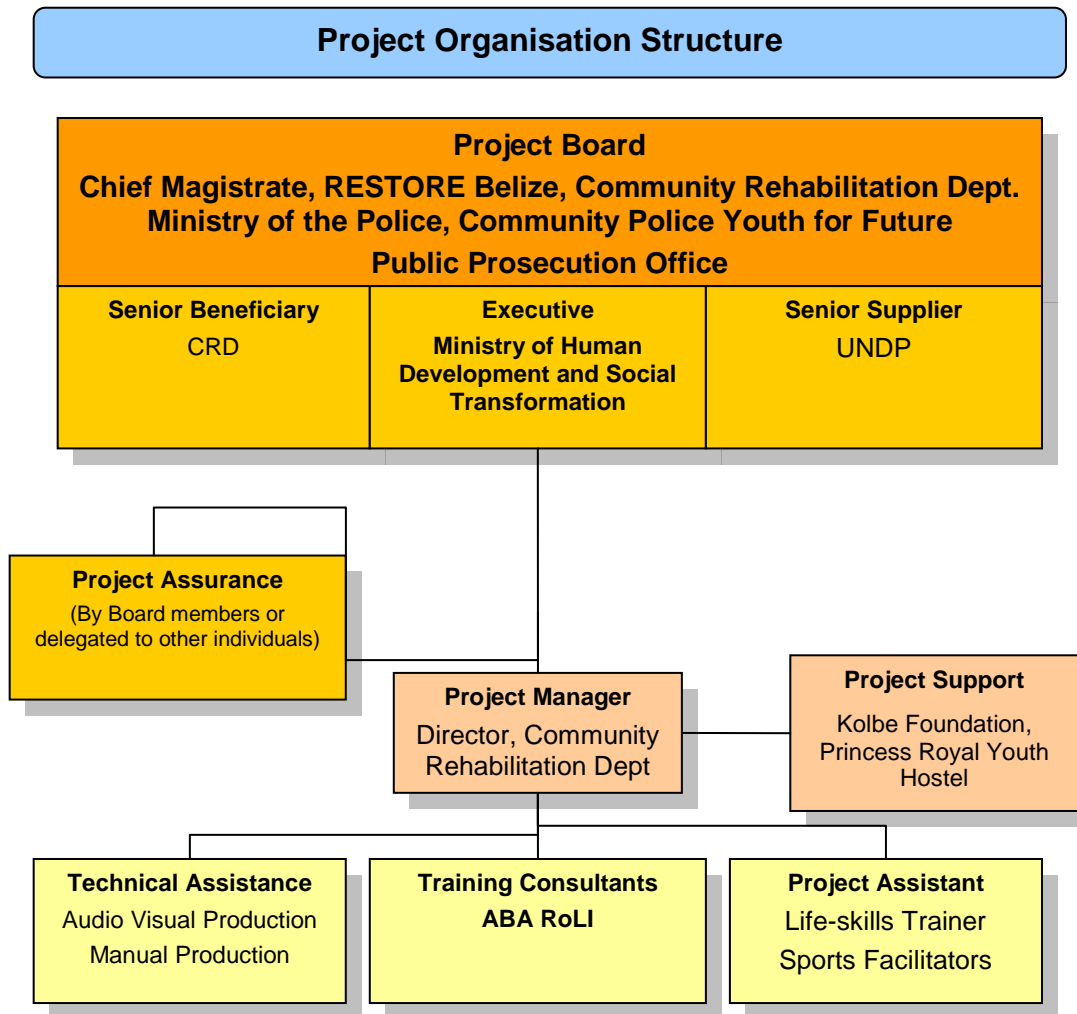 Project Organisation Structure
Project Board
Chief Magistrate, RESTORE Belize, Community Rehabilitation Dept.
Ministry of the Police, Community Police Youth for Future
Public Prosecution Office
Senior Beneficiary
CRD
Executive
Ministry of Human
Development and Social
Transformation
Senior Supplier
UNDP
Project Assurance
(By Board members or
delegated to other individuals)
Project Manager
Director, Community
Rehabilitation Dept
Project Support
Kolbe Foundation,
Princess Royal Youth
Hostel
Technical Assistance
Audio Visual Production
Manual Production
Training Consultants
ABA RoLI
Project Assistant
Life-skills Trainer
Sports Facilitators